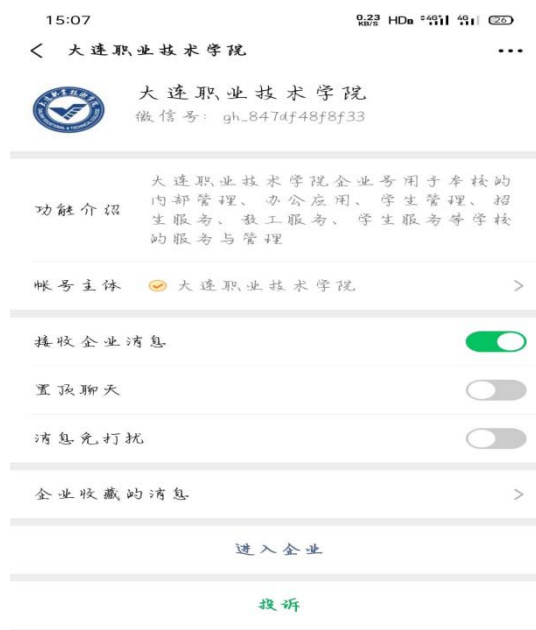 15:07
0.23 KB/S HD 4G 4G 26
大连职业技术学院
大连职业技术学院
微信号: gh_847df48f8f33
功能介绍
大连职业技术学院企业号用于本校的
内部管理、办公应用、学生管理、招
生服务、教工服务、学生服务等学校
的服务与管理
帐号主体
大连职业技术学院
接收企业消息
置顶聊天
消息免打扰
企业收藏的消息
进入企业
投诉